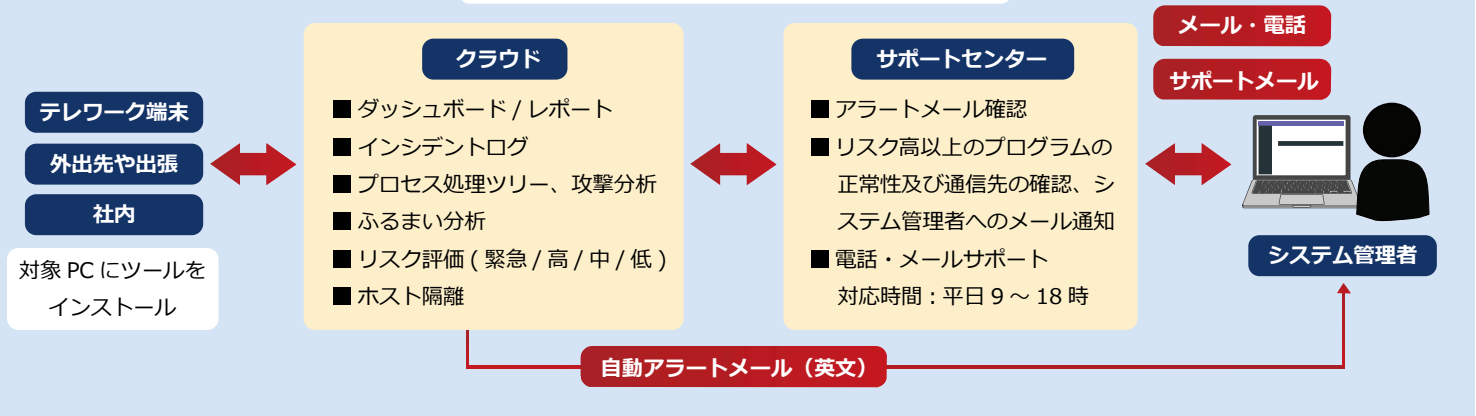 テレワーク端末
外出先や出張
社内
対象 PC にツールを
インストール
クラウド
■ ダッシュボード / レポート
■ インシデントログ
■ プロセス処理ツリー、攻撃分析
■ ふるまい分析
■ リスク評価 ( 緊急 / 高 / 中 / 低 )
■ ホスト隔離
サポートセンター
■ アラートメール確認
■ リスク高以上のプログラムの
正常性及び通信先の確認、シ
ステム管理者へのメール通知
■ 電話・メールサポート
対応時間：平日 9 ～ 18 時
メール・電話
サポートメール
システム管理者
自動アラートメール（英文）